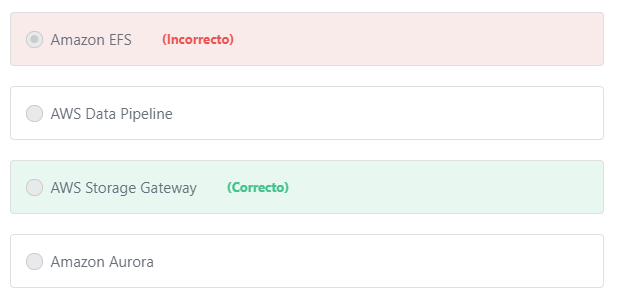 Amazon EFS (Incorrecto)
AWS Data Pipeline
AWS Storage Gateway (Correcto)
Amazon Aurora